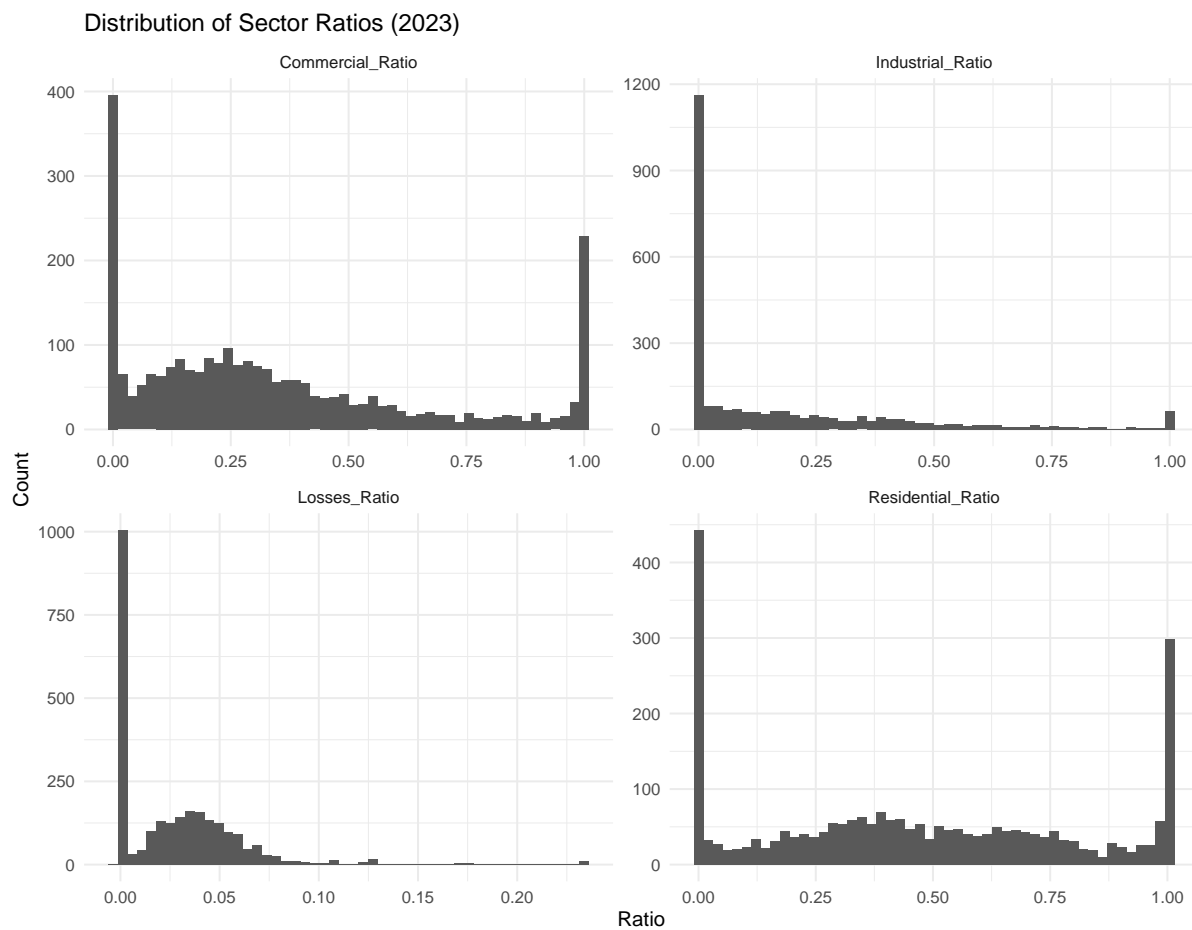 Distribution of Sector Ratios (2023)
Commercial_Ratio
Industrial_Ratio
400
300
200
100
0
0.00 0.25 0.50 0.75 1.00
1200
900
600
300
0
0.00 0.25 0.50 0.75 1.00
Count
Losses_Ratio
Residential_Ratio
1000
750
500
250
0
0.00 0.05 0.10 0.15 0.20
400
300
200
100
0
0.00 0.25 0.50 0.75 1.00
Ratio